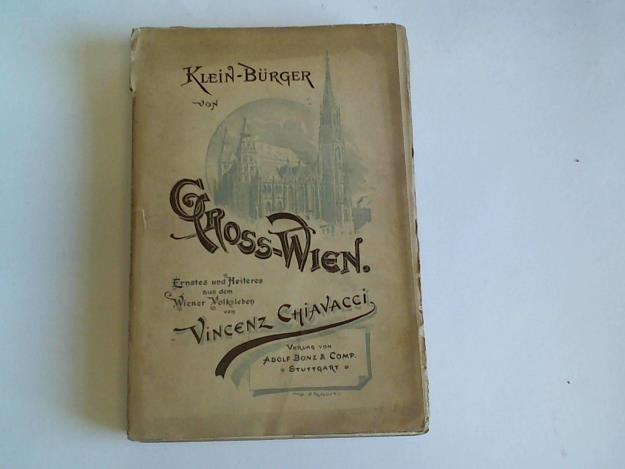 KLEIN-BÜRGER
VON
GROSS-WIEN.
Ernstes und Heiteres
aus dem
Wiener Volksleben
von
VINCENZ CHIAVACCI
VERLAG VON
ADOLF BONZ & COMP.
STUTTGART